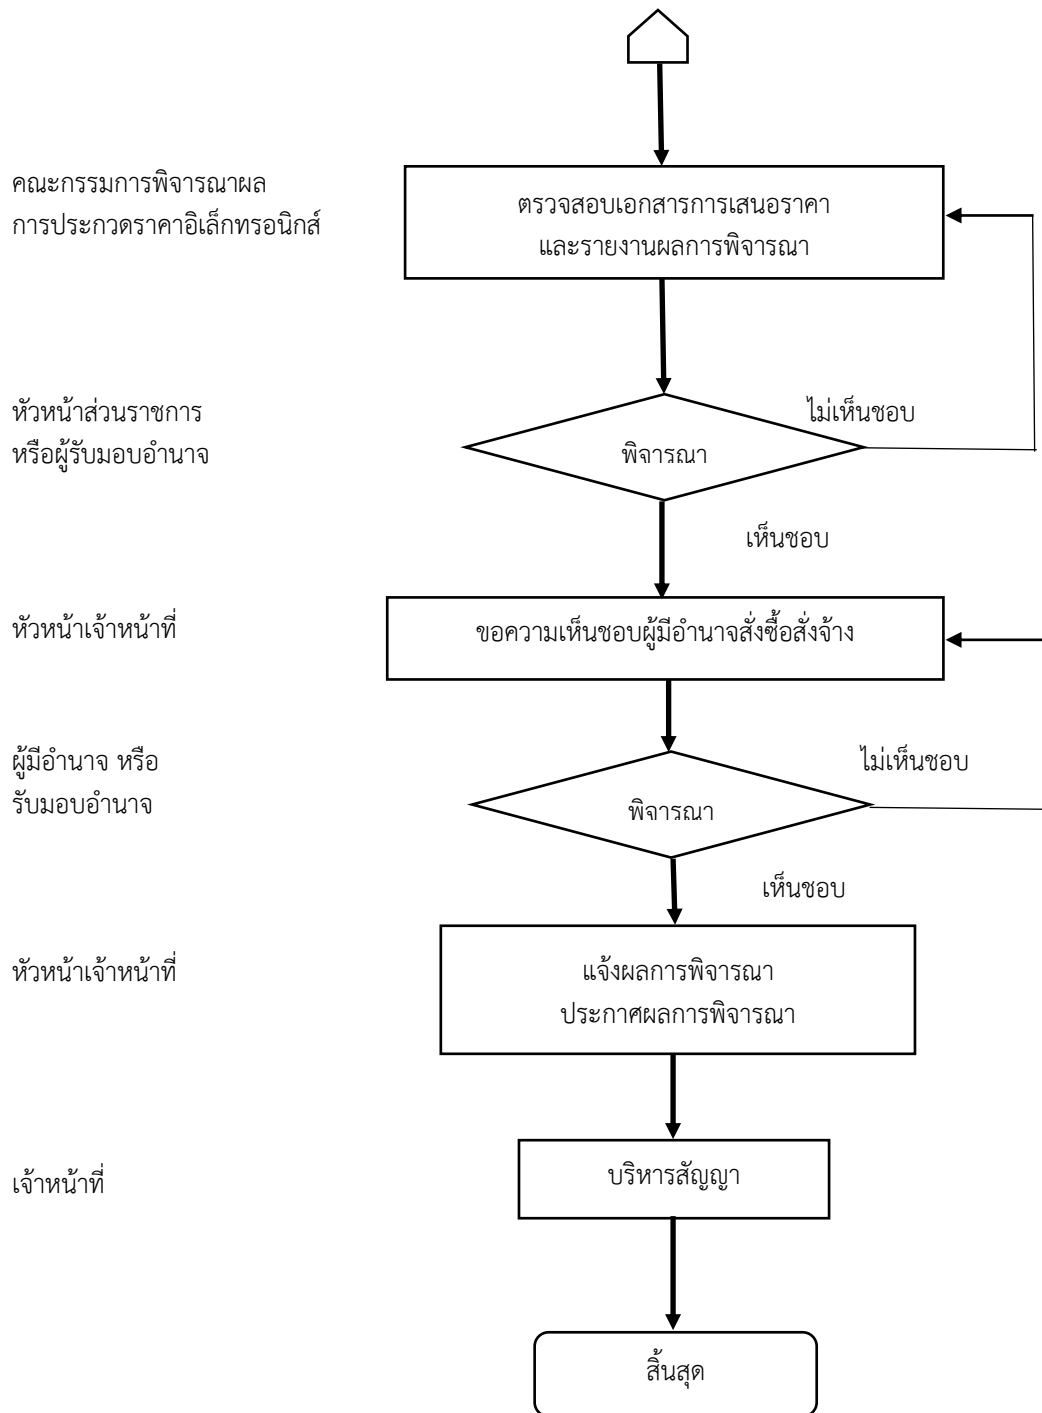 คณะกรรมการพิจารณาผล
การประกวดราคาอิเล็กทรอนิกส์
ตรวจสอบเอกสารการเสนอราคา
และรายงานผลการพิจารณา
หัวหน้าส่วนราชการ
หรือผู้รับมอบอำนาจ
พิจารณา
ไม่เห็นชอบ
เห็นชอบ
หัวหน้าเจ้าหน้าที่
ขอความเห็นชอบผู้มีอำนาจสั่งซื้อสั่งจ้าง
ผู้มีอำนาจ หรือ
รับมอบอำนาจ
พิจารณา
ไม่เห็นชอบ
เห็นชอบ
หัวหน้าเจ้าหน้าที่
แจ้งผลการพิจารณา
ประกาศผลการพิจารณา
เจ้าหน้าที่
บริหารสัญญา
สิ้นสุด